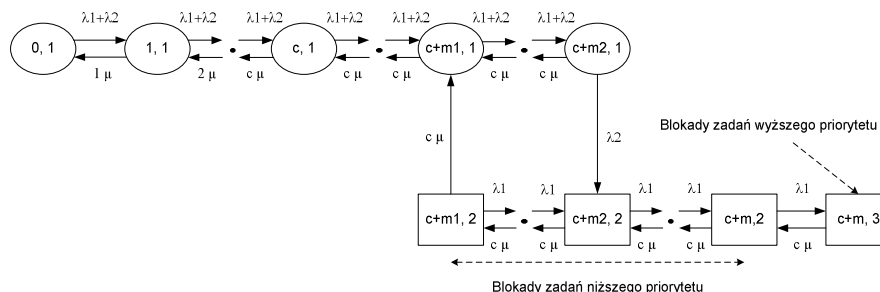 λ1+λ2 λ1+λ2 λ1+λ2 λ1+λ2 λ1+λ2 λ1+λ2 λ1+λ2
0, 1 1, 1 c, 1 c+m1, 1 c+m2, 1
1 μ 2 μ c μ c μ c μ c μ c μ
Blokady zadań wyższego priorytetu
c μ λ2
λ1 λ1 λ1 λ1 λ1
c+m1, 2 c+m2, 2 c+m,2 c+m, 3
c μ c μ c μ c μ c μ
Blokady zadań niższego priorytetu